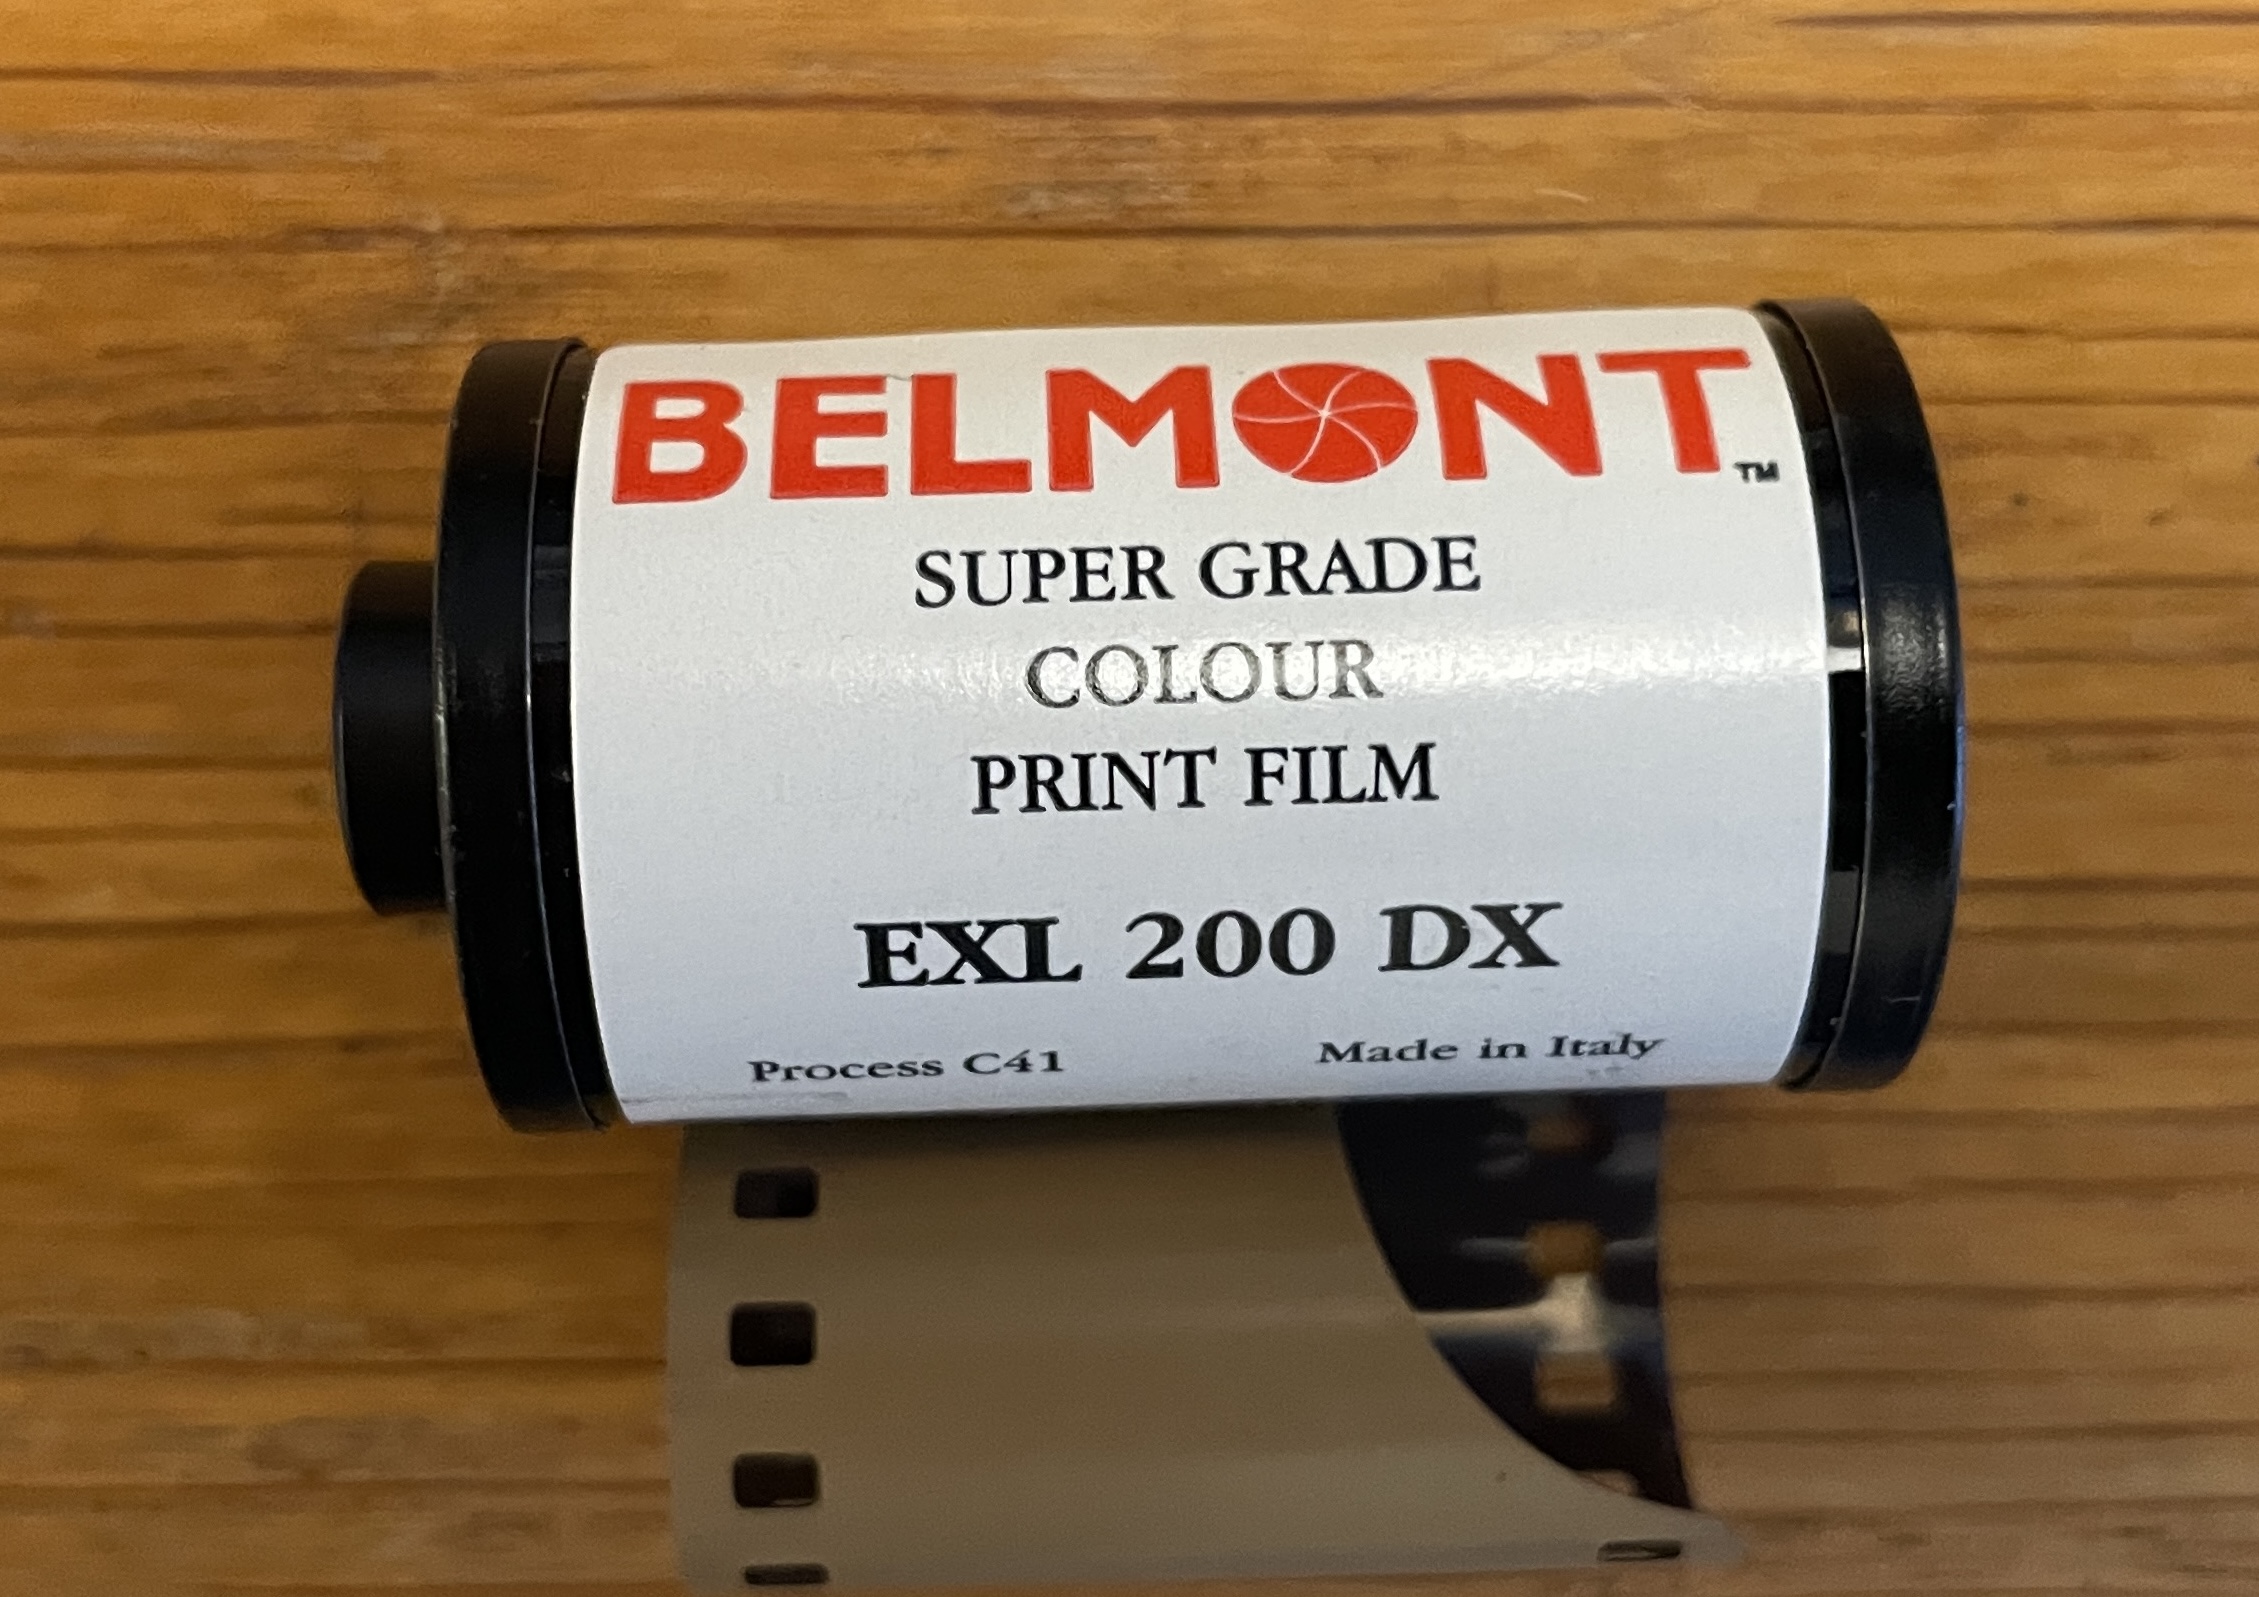 BELMONT™
SUPER GRADE
COLOUR
PRINT FILM
EXL 200 DX
Process C41 Made in Italy